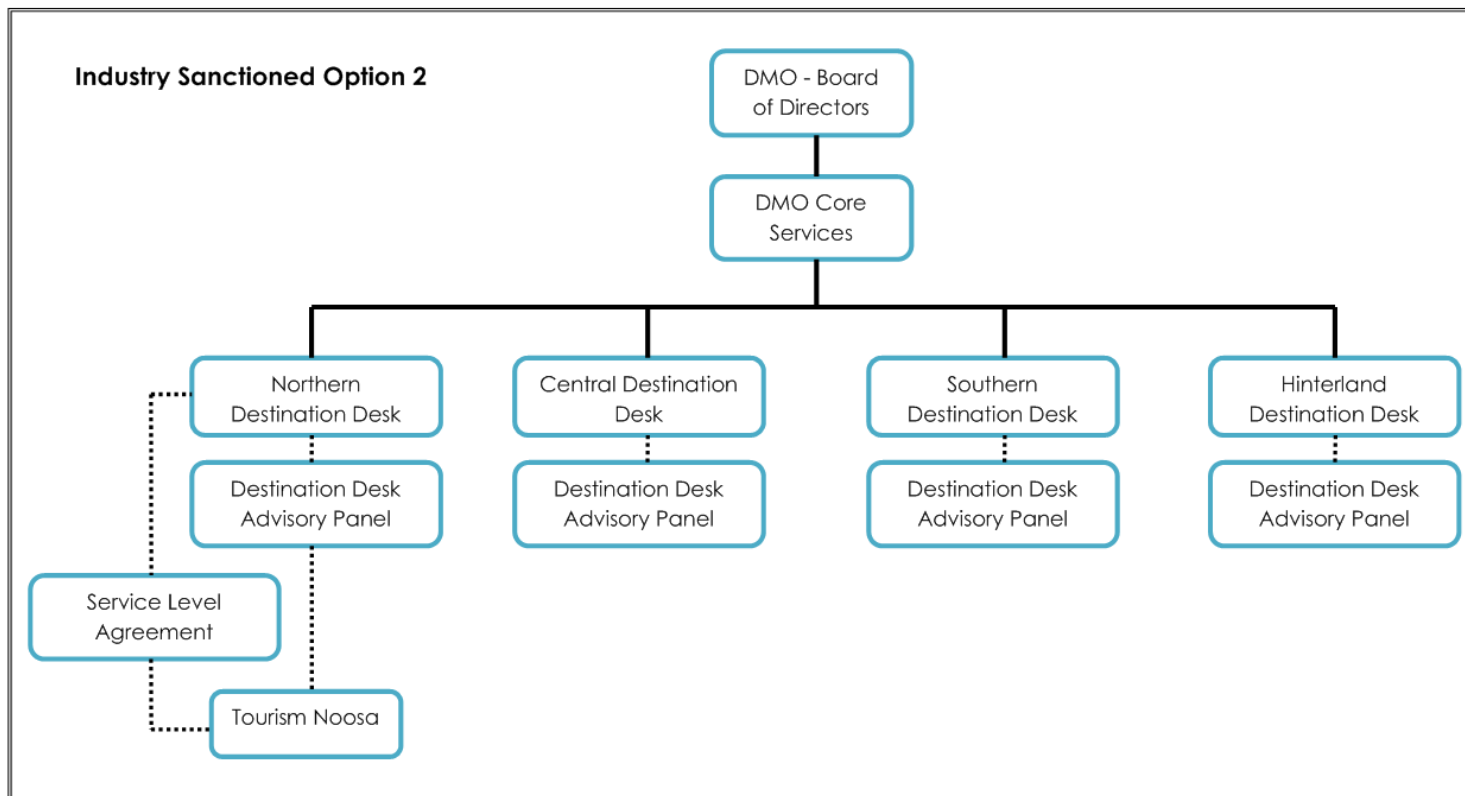 Industry Sanctioned Option 2
DMO - Board
of Directors
DMO Core
Services
Northern
Destination Desk
Central Destination
Desk
Southern
Destination Desk
Hinterland
Destination Desk
Destination Desk
Advisory Panel
Destination Desk
Advisory Panel
Destination Desk
Advisory Panel
Destination Desk
Advisory Panel
Service Level
Agreement
Tourism Noosa